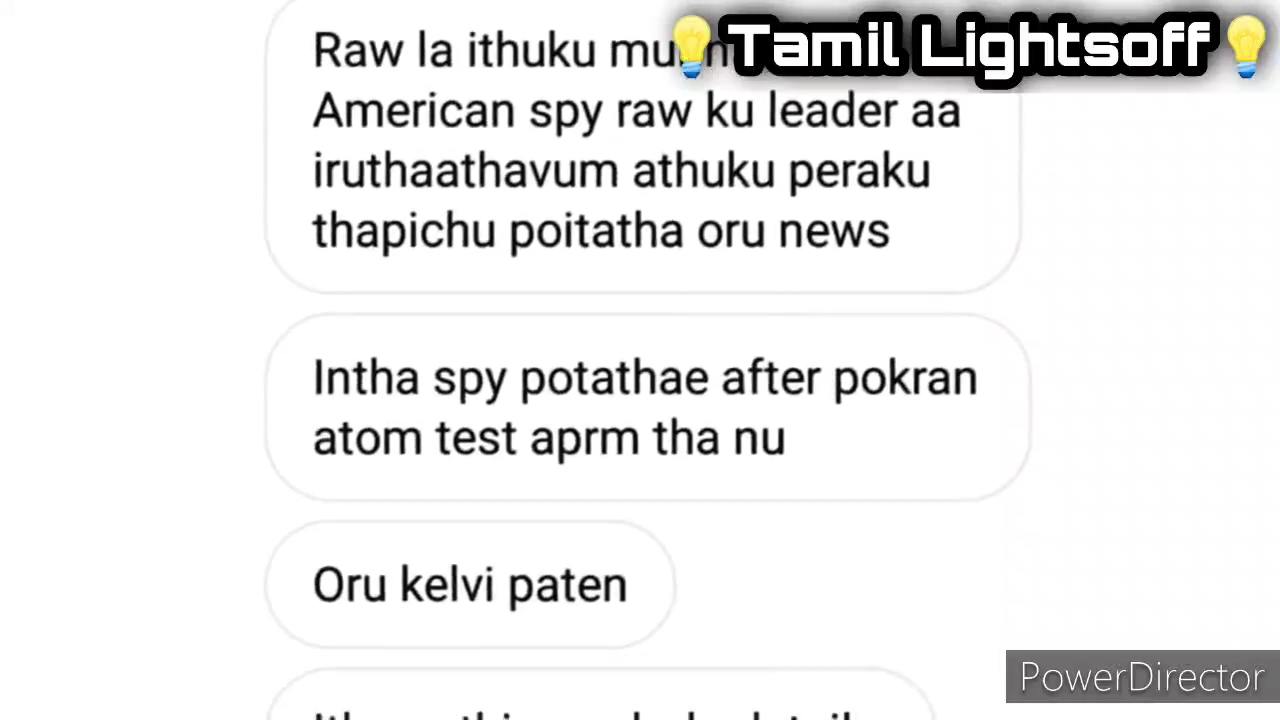 💡Tamil Lightsoff💡
Raw la ithuku
American spy raw ku leader aa
iruthaathavum athuku peraku
thapichu poitatha oru news
Intha spy potathae after pokran
atom test aprm tha nu
Oru kelvi paten
PowerDirector